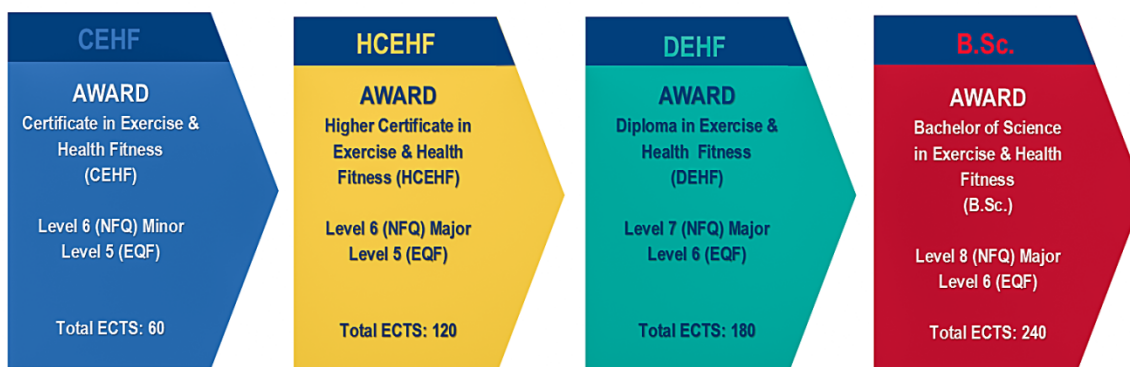 CEHF
AWARD
Certificate in Exercise &
Health Fitness
(CEHF)
Level 6 (NFQ) Minor
Level 5 (EQF)
Total ECTS: 60
HCEHF
AWARD
Higher Certificate in
Exercise & Health
Fitness (HCEHF)
Level 6 (NFQ) Major
Level 5 (EQF)
Total ECTS: 120
DEHF
AWARD
Diploma in Exercise &
Health Fitness
(DEHF)
Level 7 (NFQ) Major
Level 6 (EQF)
Total ECTS: 180
B.Sc.
AWARD
Bachelor of Science
in Exercise & Health
Fitness
(B.Sc.)
Level 8 (NFQ) Major
Level 6 (EQF)
Total ECTS: 240